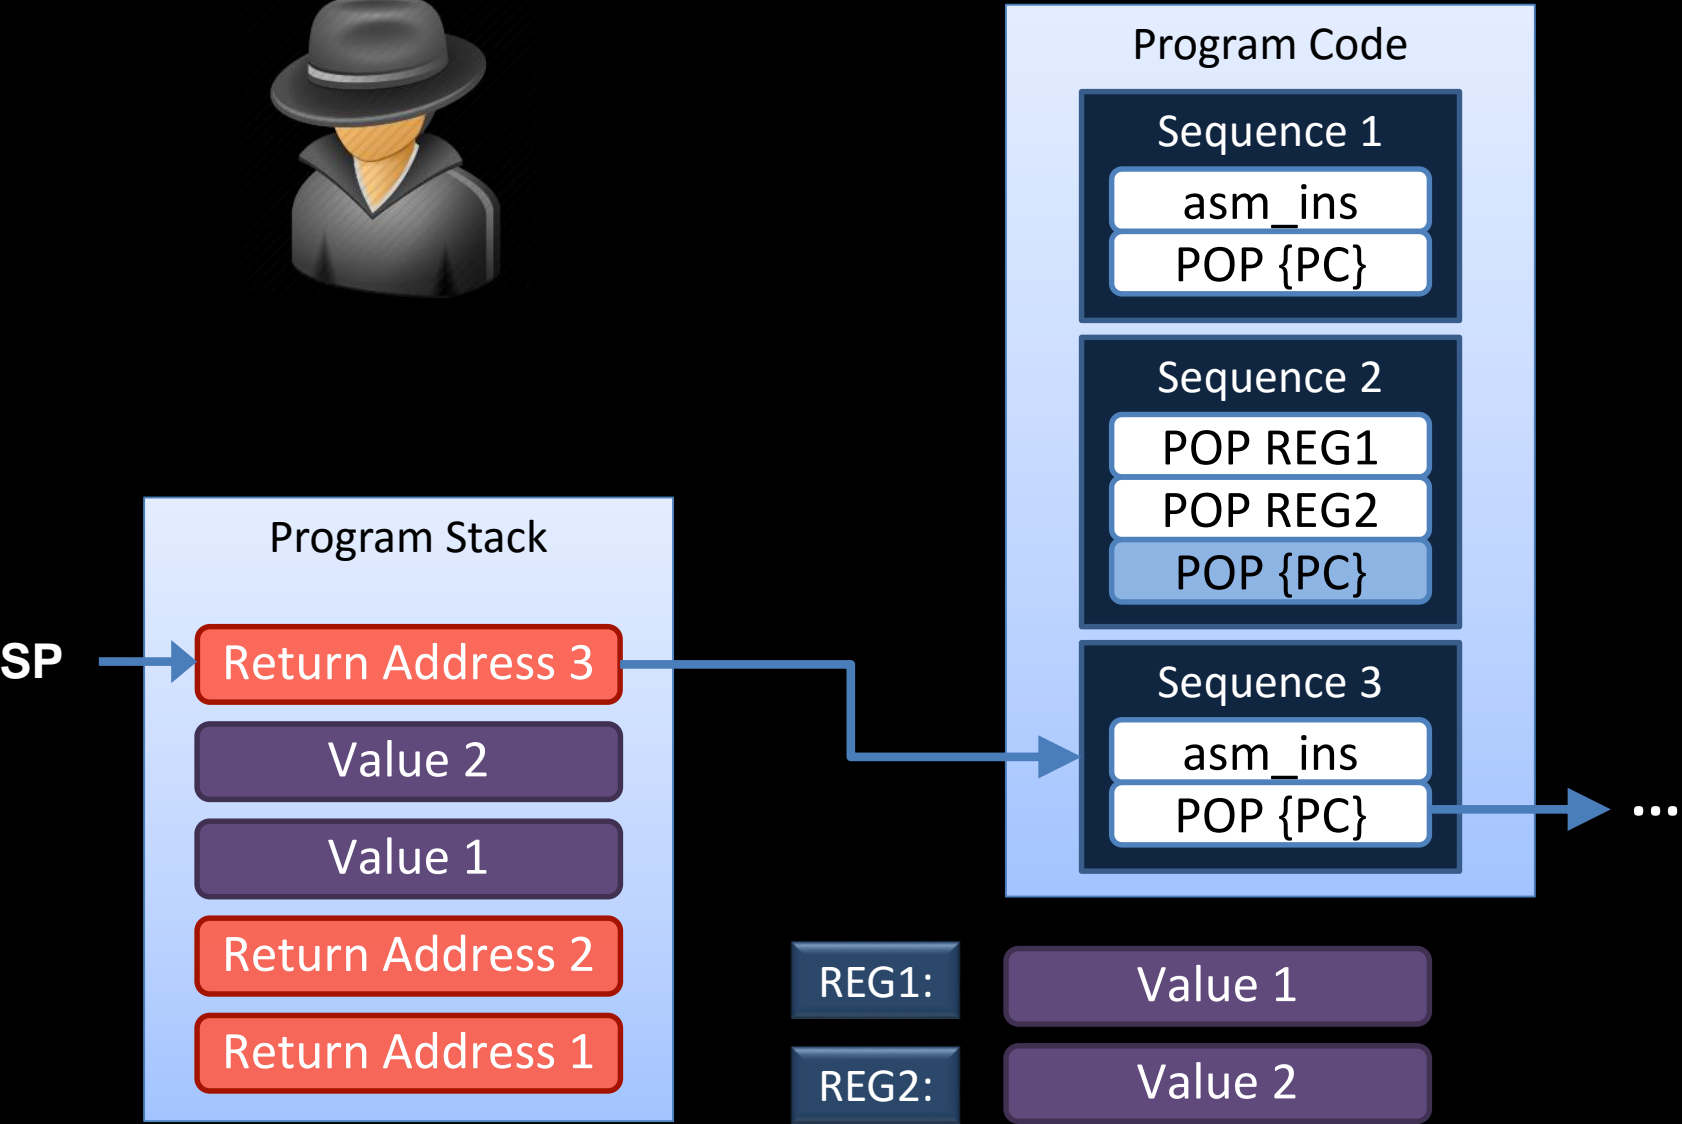 Program Code
Sequence 1
asm_ins
POP {PC}
Sequence 2
POP REG1
POP REG2
POP {PC}
Sequence 3
asm_ins
POP {PC}
...
Program Stack
SP
Return Address 3
Value 2
Value 1
Return Address 2
Return Address 1
REG1:
Value 1
REG2:
Value 2